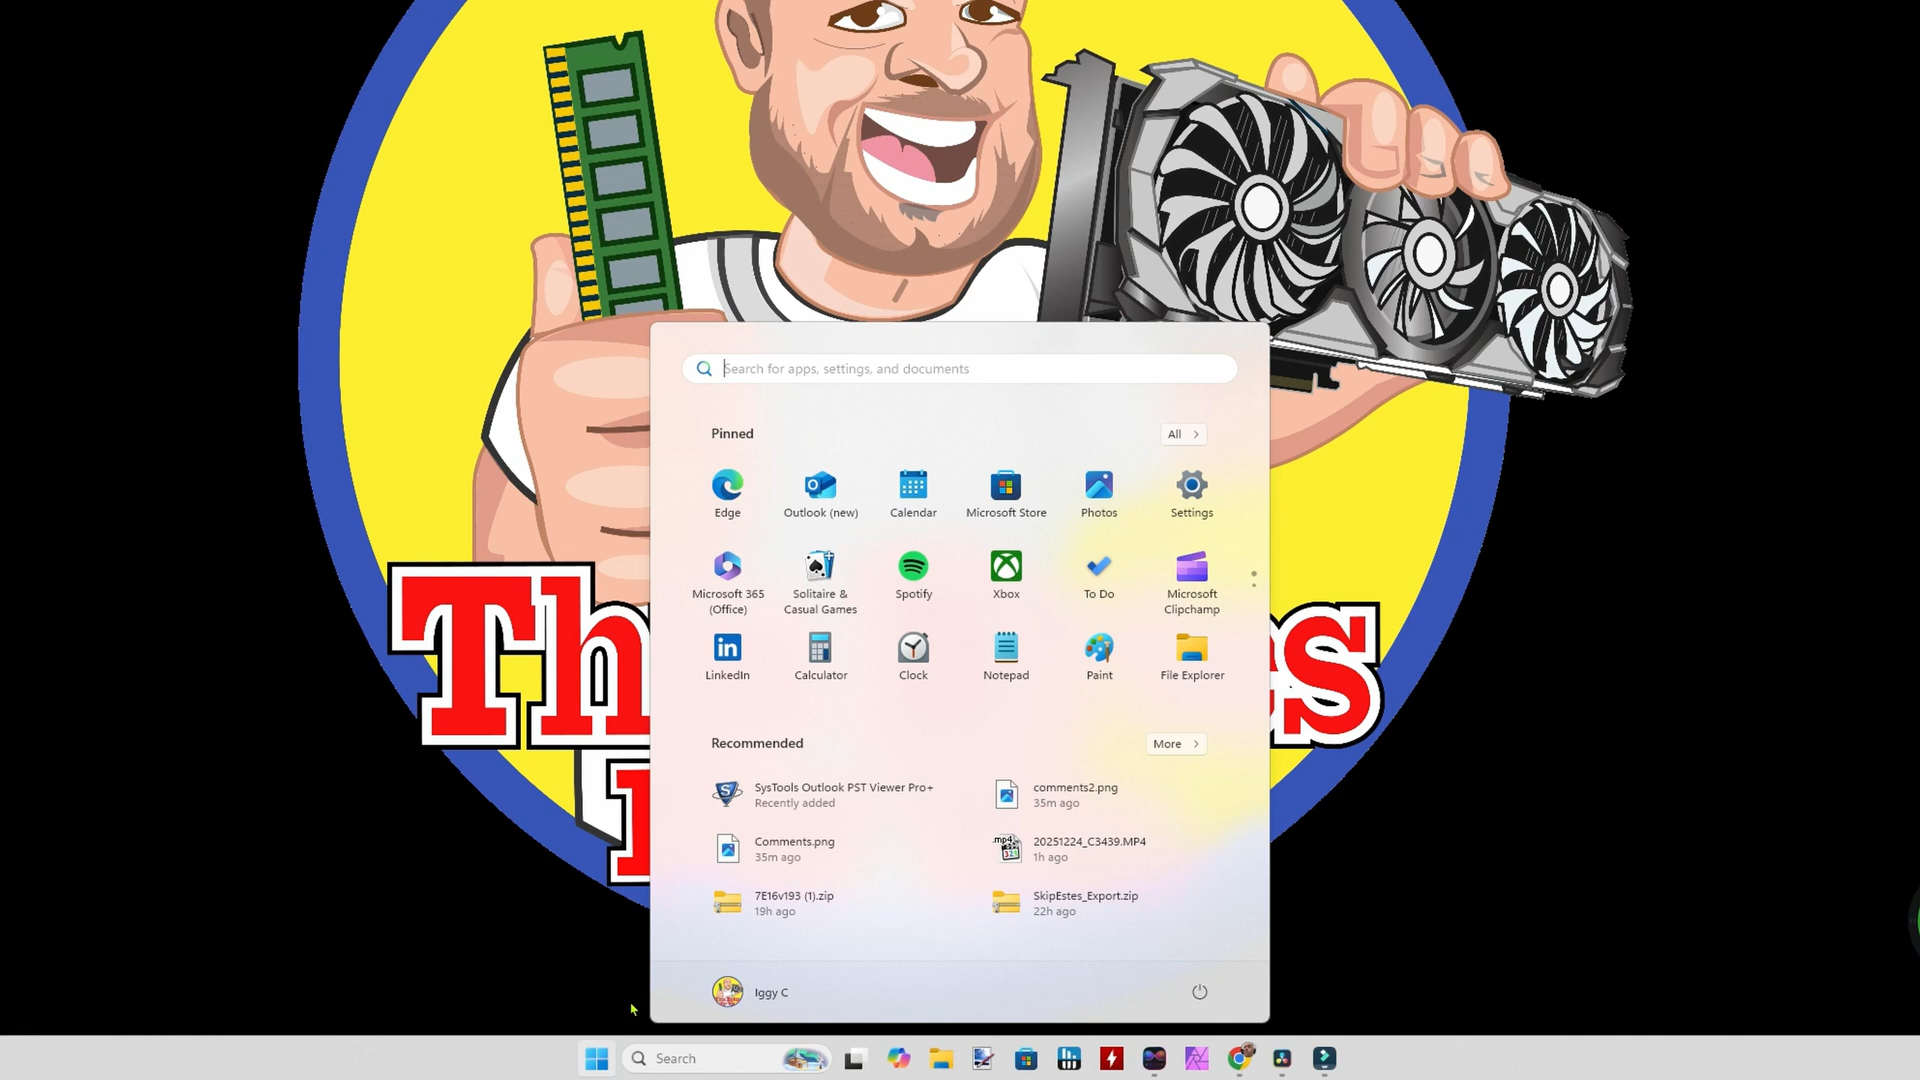 Search for apps, settings, and documents
Pinned
All
Edge
Outlook (new)
Calendar
Microsoft Store
Photos
Settings
Microsoft 365
(Office)
Solitaire &
Casual Games
Spotify
Xbox
To Do
Microsoft
Clipchamp
LinkedIn
Calculator
Clock
Notepad
Paint
File Explorer
Recommended
More
SysTools Outlook PST Viewer Pro+
Recently added
comments2.png
35m ago
Comments.png
35m ago
20251224_C3439.MP4
1h ago
7E16v193 (1).zip
19h ago
SkipEstes_Export.zip
22h ago
Iggy C
Search